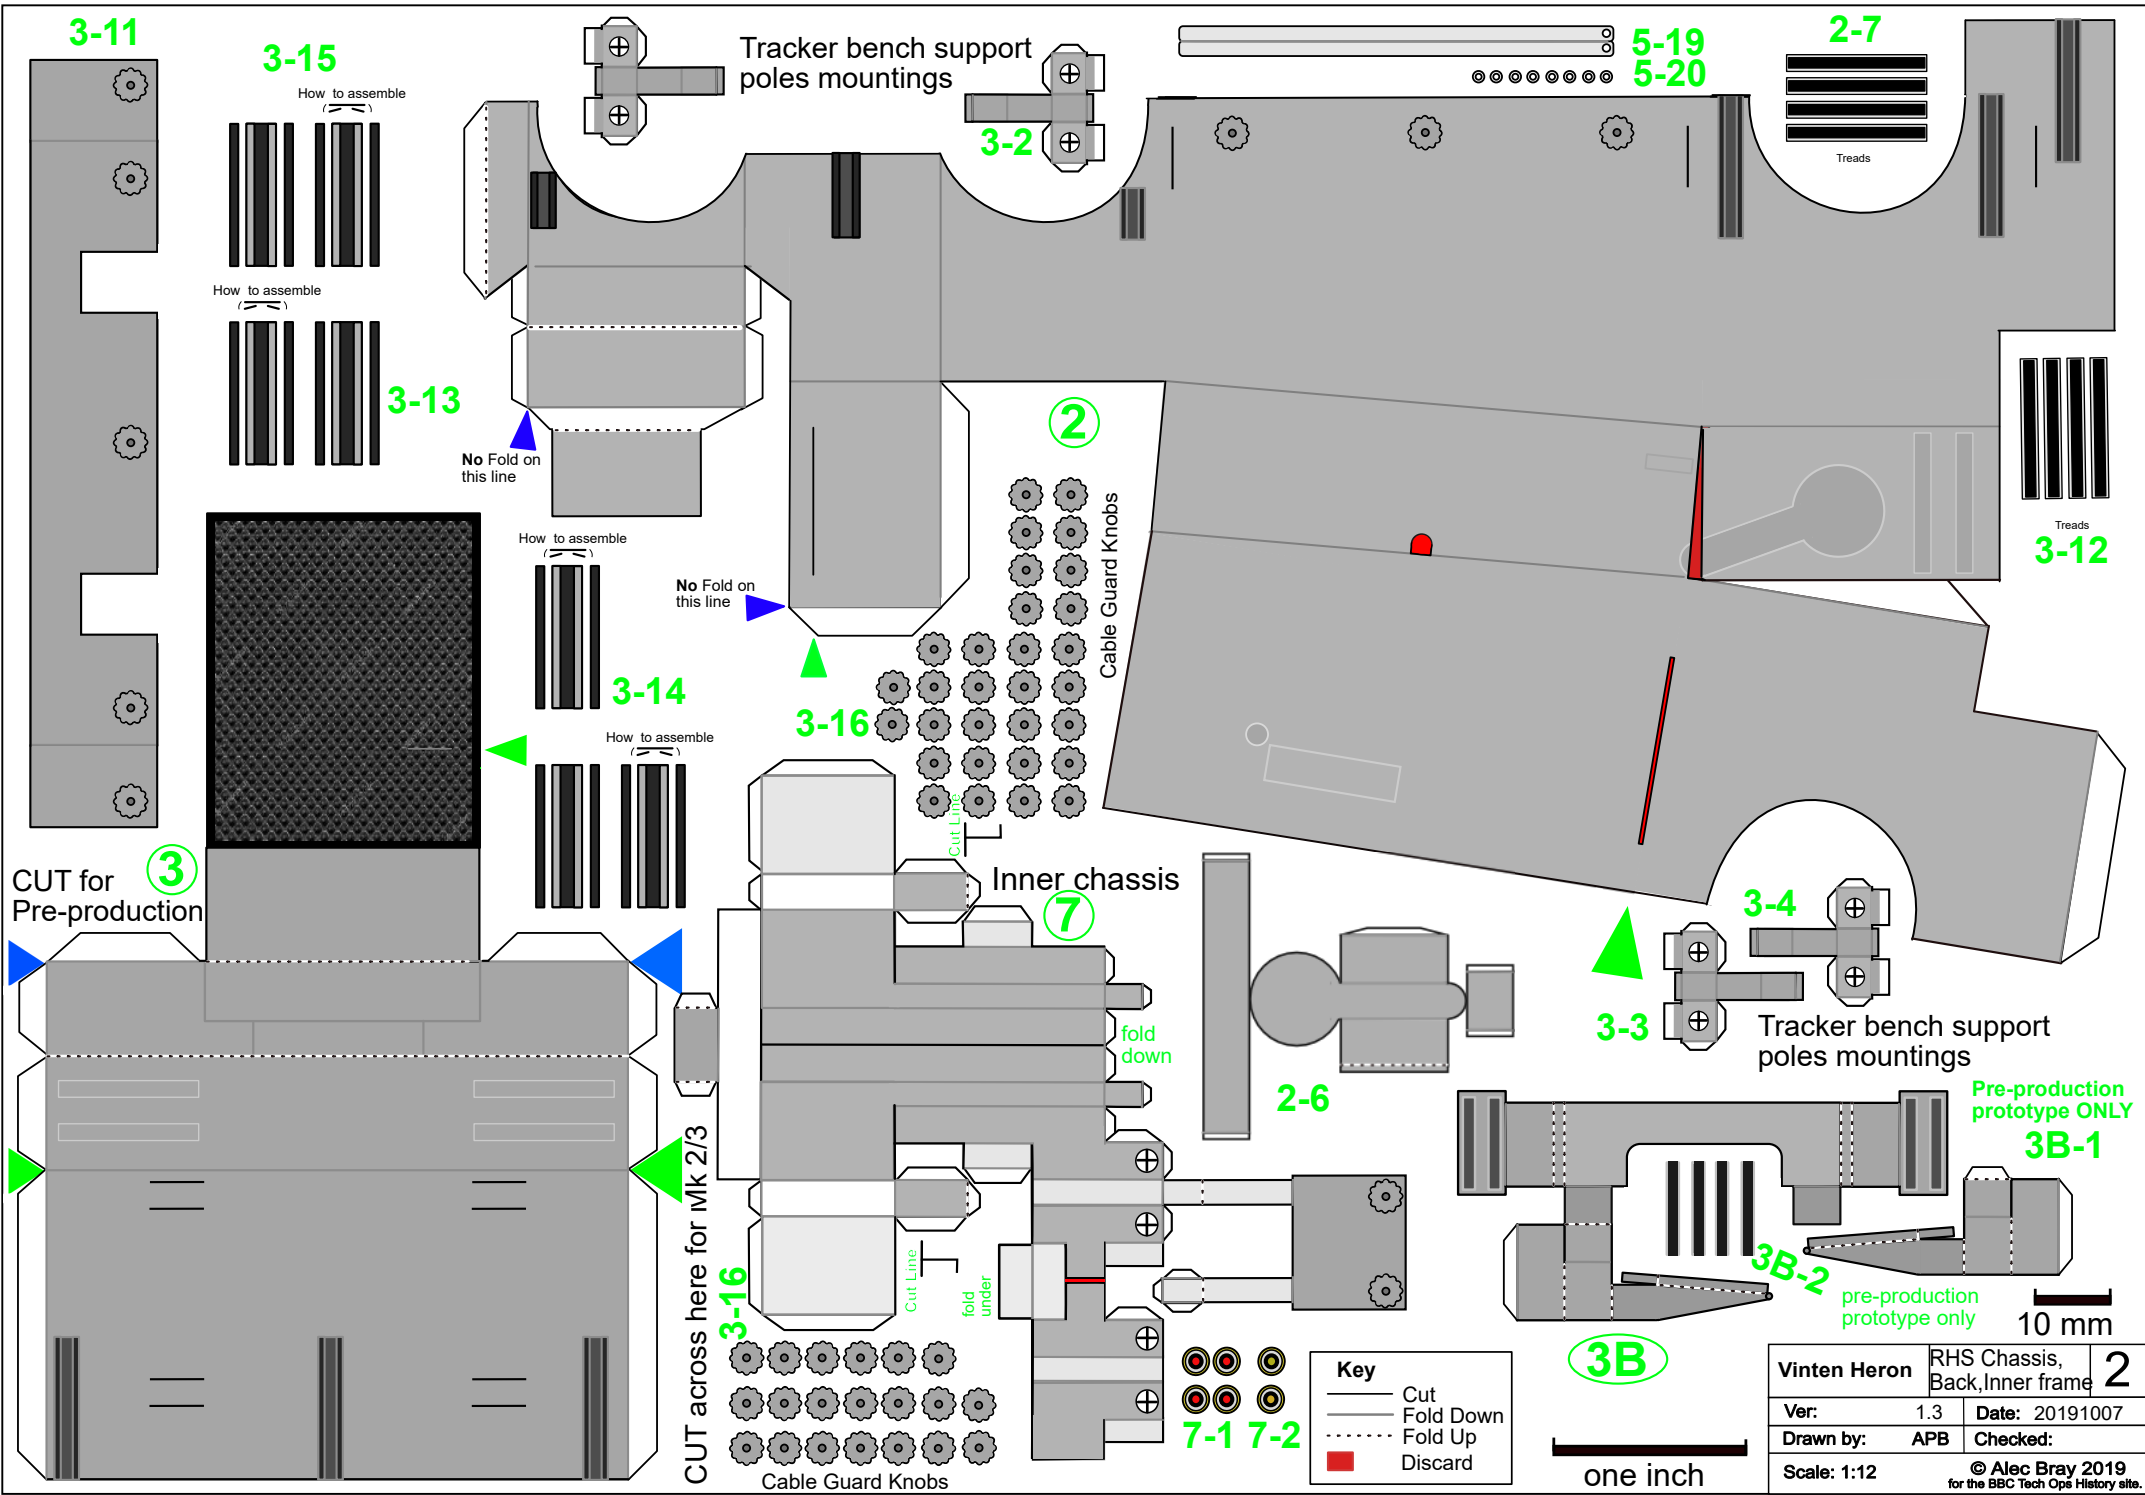 3-11
3-15
How to assemble
How to assemble
3-13
Tracker bench support
poles mountings
3-2
5-19
5-20
2-7
Treads
No Fold on
this line
2
Cable Guard Knobs
Treads
3-12
How to assemble
No Fold on
this line
3-14
3-16
How to assemble
Cut Line
3
CUT for
Pre-production
Inner chassis
7
fold
down
2-6
3-4
3-3
Tracker bench support
poles mountings
Pre-production
prototype ONLY
3B-1
3B-2
pre-production
prototype only
10 mm
CUT across here for Mk 2/3
3-16
Cut Line
fold
under
Cable Guard Knobs
7-1
7-2
Key
Cut
Fold Down
Fold Up
Discard
3B
one inch
Vinten Heron
RHS Chassis,
Back,Inner frame
2
Ver: 1.3
Date: 20191007
Drawn by: APB
Checked:
Scale: 1:12
© Alec Bray 2019
for the BBC Tech Ops History site.